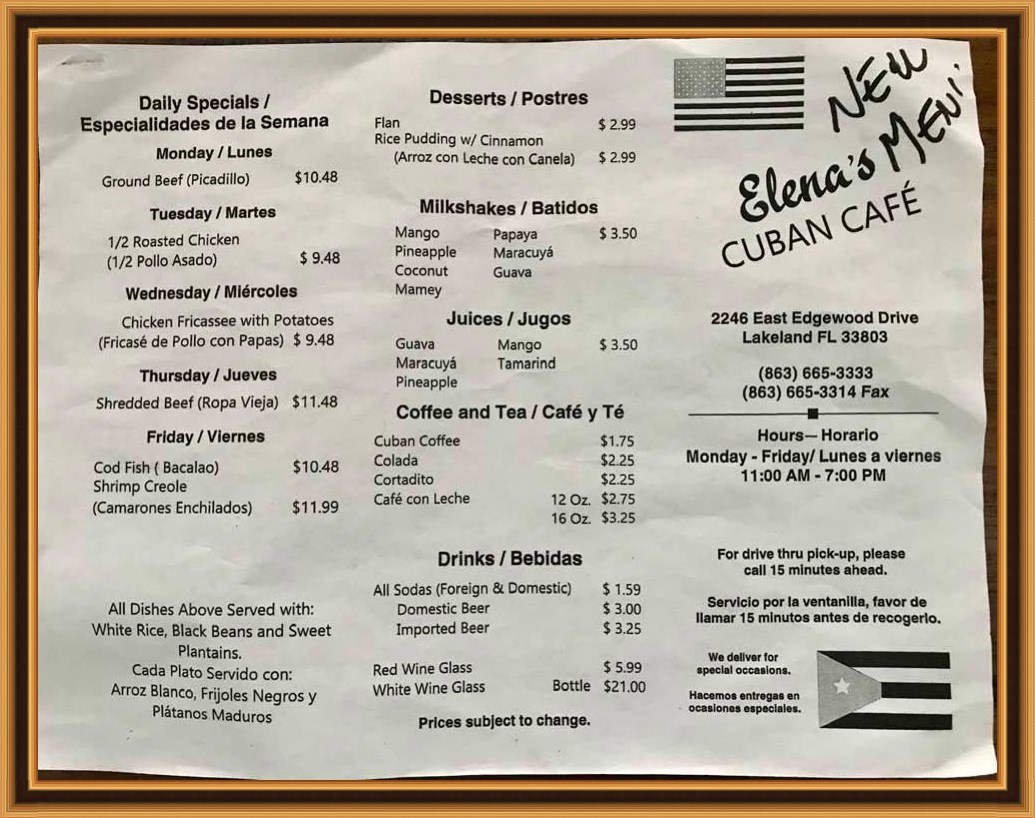 Daily Specials /
Especialidades de la Semana
Monday / Lunes
Ground Beef (Picadillo) $10.48
Tuesday / Martes
1/2 Roasted Chicken
(1/2 Pollo Asado) $ 9.48
Wednesday / Miércoles
Chicken Fricassee with Potatoes
(Fricasé de Pollo con Papas) $ 9.48
Thursday / Jueves
Shredded Beef (Ropa Vieja) $11.48
Friday / Viernes
Cod Fish ( Bacalao) $10.48
Shrimp Creole
(Camarones Enchilados) $11.99
All Dishes Above Served with:
White Rice, Black Beans and Sweet
Plantains.
Cada Plato Servido con:
Arroz Blanco, Frijoles Negros y
Plátanos Maduros
Desserts / Postres
Flan $ 2.99
Rice Pudding w/ Cinnamon
(Arroz con Leche con Canela) $ 2.99
Milkshakes / Batidos
Mango Papaya $ 3.50
Pineapple Maracuyá
Coconut Guava
Mamey
Juices / Jugos
Guava Mango $ 3.50
Maracuyá Tamarind
Pineapple
Coffee and Tea / Café y Té
Cuban Coffee $1.75
Colada $2.25
Cortadito $2.25
Café con Leche 12 Oz. $2.75
16 Oz. $3.25
Drinks / Bebidas
All Sodas (Foreign & Domestic) $ 1.59
Domestic Beer $ 3.00
Imported Beer $ 3.25
Red Wine Glass $ 5.99
White Wine Glass Bottle $21.00
Prices subject to change.
NEW
MENU
Elena's
CUBAN CAFÉ
2246 East Edgewood Drive
Lakeland FL 33803
(863) 665-3333
(863) 665-3314 Fax
Hours— Horario
Monday - Friday/ Lunes a viernes
11:00 AM - 7:00 PM
For drive thru pick-up, please
call 15 minutes ahead.
Servicio por la ventanilla, favor de
llamar 15 minutos antes de recogerlo.
We deliver for
special occasions.
Hacemos entregas en
ocasiones especiales.